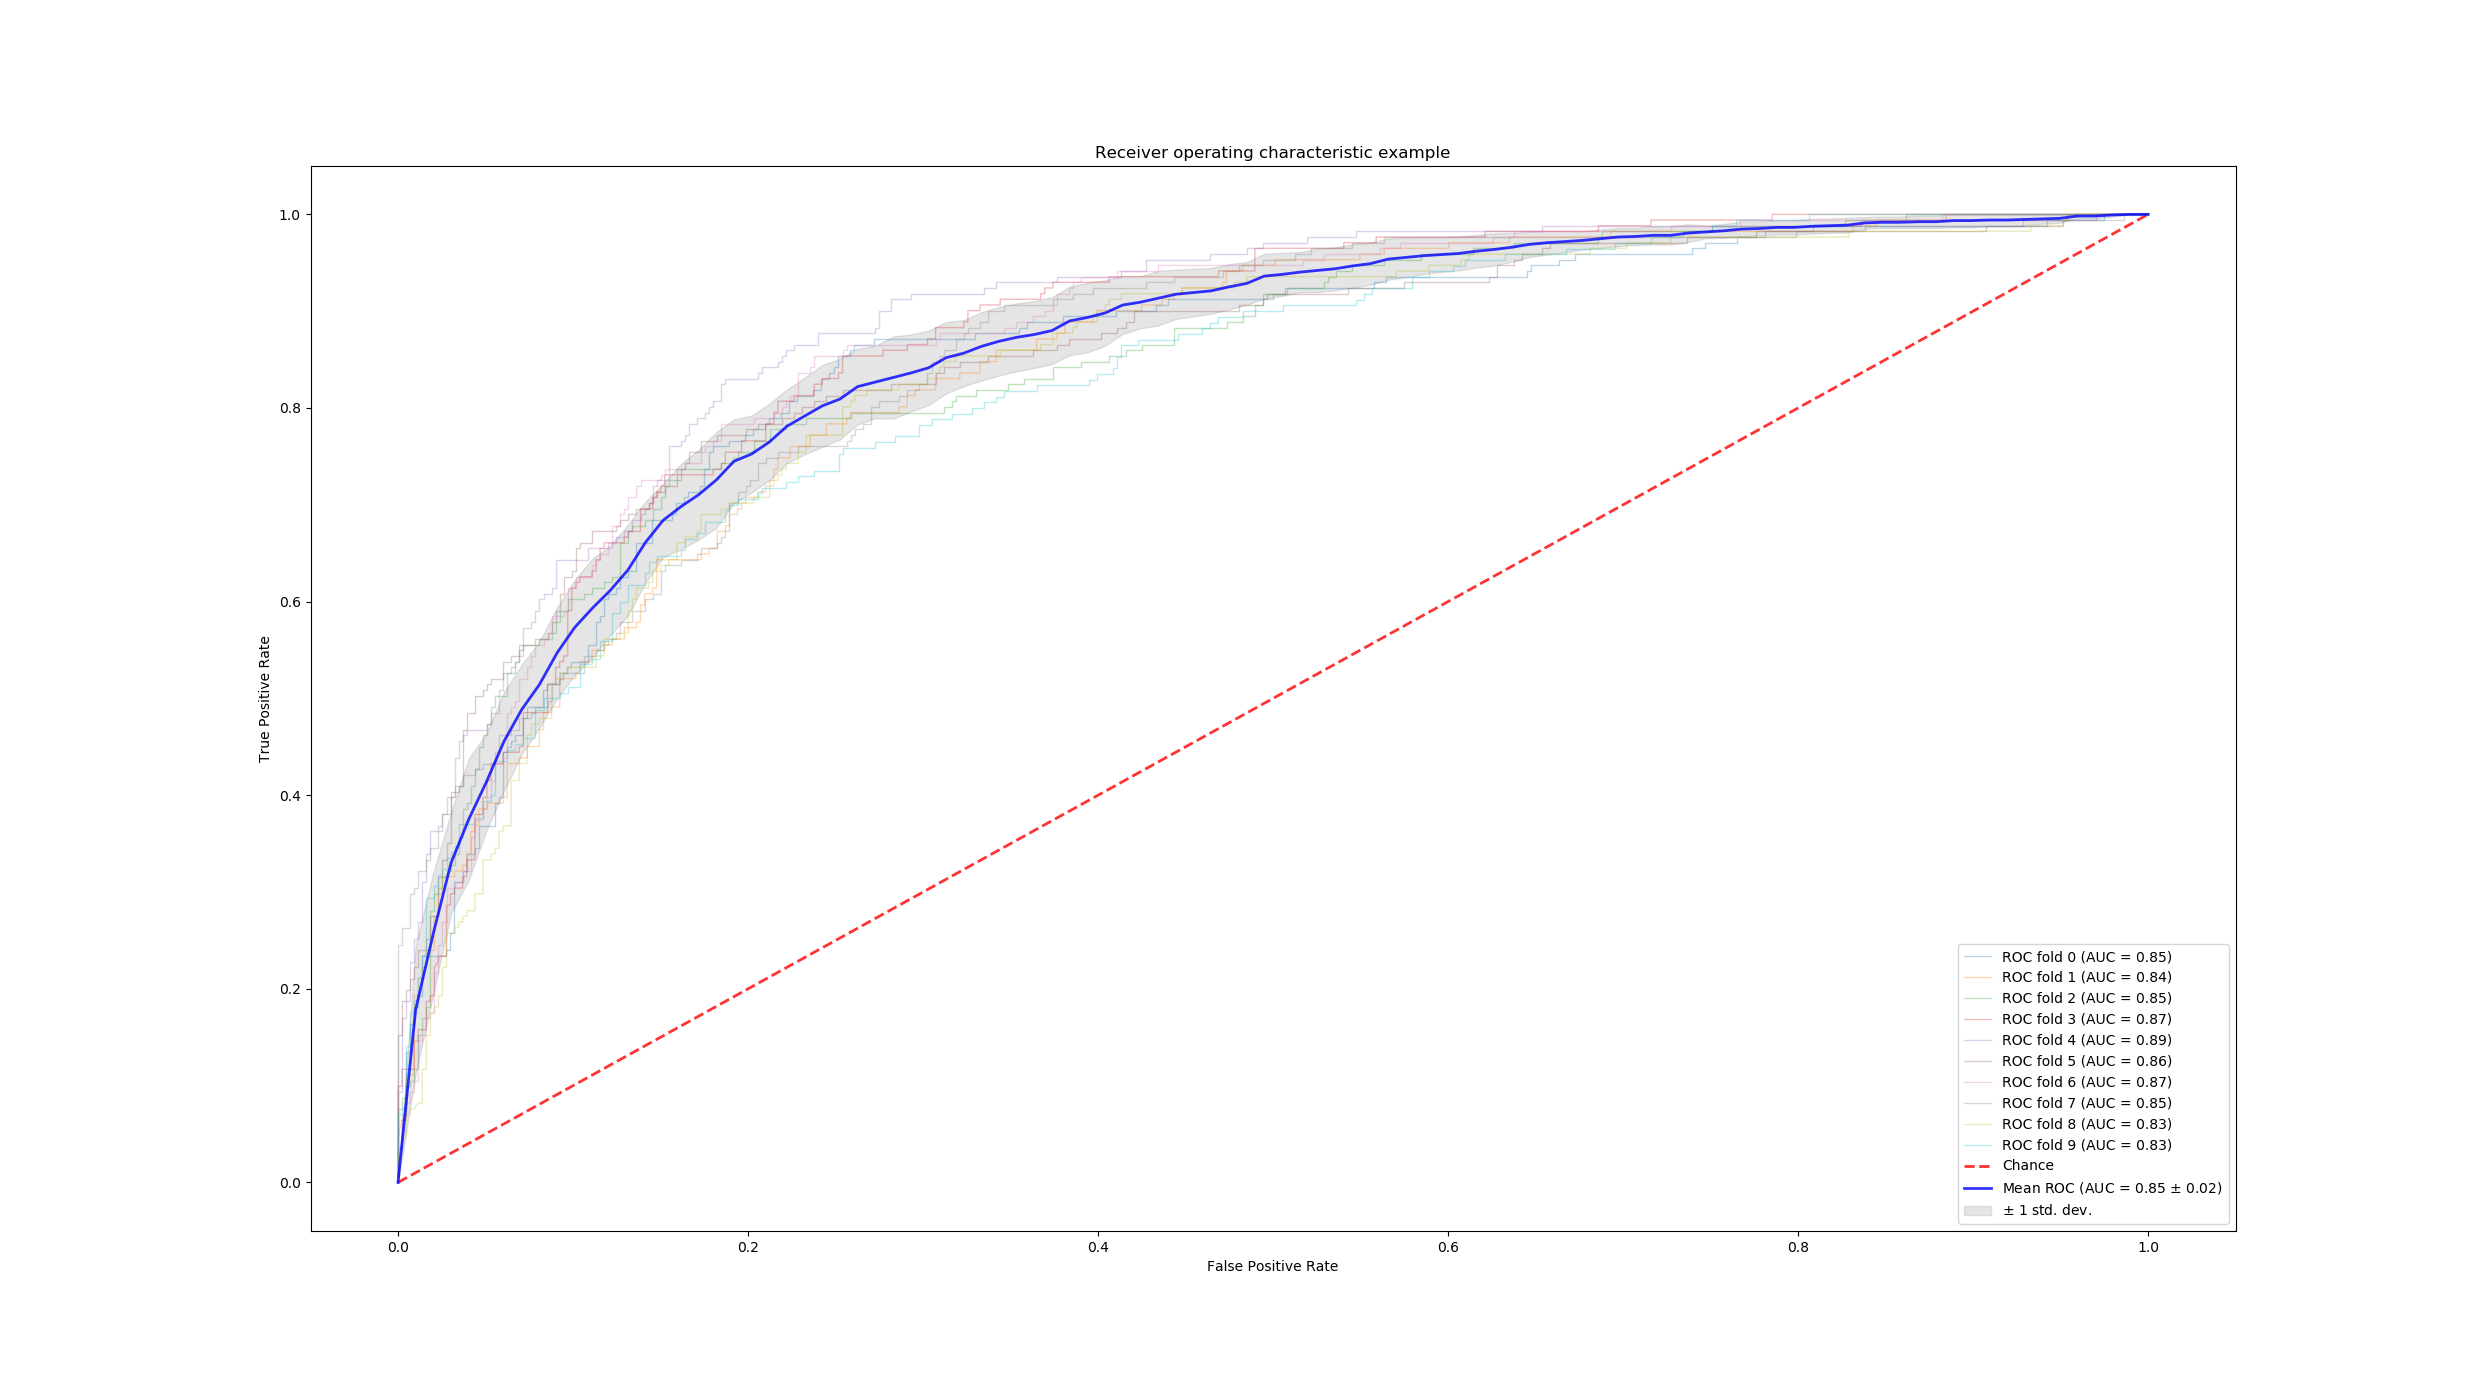 Receiver operating characteristic example
1.0
0.8
0.6
0.4
0.2
0.0
True Positive Rate
0.0 0.2 0.4 0.6 0.8 1.0
False Positive Rate
ROC fold 0 (AUC = 0.85)
ROC fold 1 (AUC = 0.84)
ROC fold 2 (AUC = 0.85)
ROC fold 3 (AUC = 0.87)
ROC fold 4 (AUC = 0.89)
ROC fold 5 (AUC = 0.86)
ROC fold 6 (AUC = 0.87)
ROC fold 7 (AUC = 0.85)
ROC fold 8 (AUC = 0.83)
ROC fold 9 (AUC = 0.83)
Chance
Mean ROC (AUC = 0.85 ± 0.02)
± 1 std. dev.